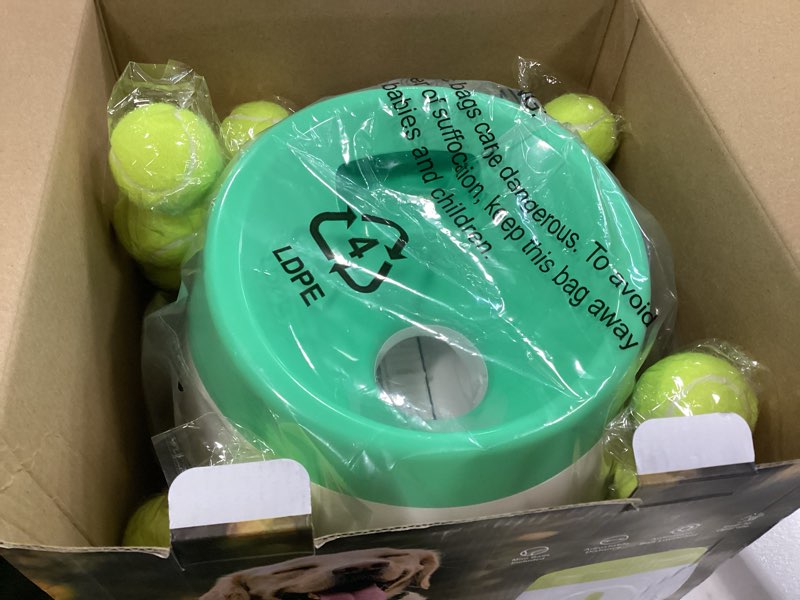 bags can be dangerous. To avoid
of suffocation, keep this bag away
babies and children.
4
LDPE